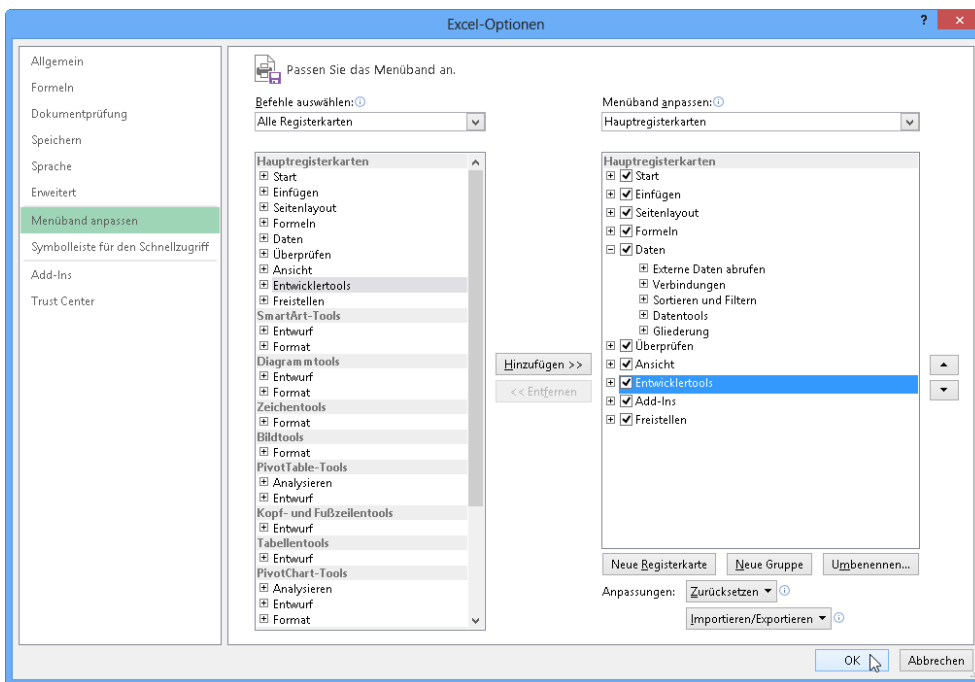 Excel-Optionen
?
Allgemein
Formeln
Dokumentprüfung
Speichern
Sprache
Erweitert
Menüband anpassen
Symbolleiste für den Schnellzugriff
Add-Ins
Trust Center
Passen Sie das Menüband an.
Befehle auswählen:
Alle Registerkarten
Hauptregisterkarten
Start
Einfügen
Seitenlayout
Formeln
Daten
Überprüfen
Ansicht
Entwicklertools
Freistellen
SmartArt-Tools
Entwurf
Format
Diagrammtools
Entwurf
Format
Zeichentools
Format
Bildtools
Format
PivotTable-Tools
Analysieren
Entwurf
Kopf- und Fußzeilentools
Entwurf
Tabellentools
Entwurf
PivotChart-Tools
Analysieren
Entwurf
Format
Hinzufügen >>
<< Entfernen
Menüband anpassen:
Hauptregisterkarten
Hauptregisterkarten
Start
Einfügen
Seitenlayout
Formeln
Daten
Externe Daten abrufen
Verbindungen
Sortieren und Filtern
Datentools
Gliederung
Überprüfen
Ansicht
Entwicklertools
Add-Ins
Freistellen
Neue Registerkarte
Neue Gruppe
Umbenennen...
Anpassungen:
Zurücksetzen
Importieren/Exportieren
OK
Abbrechen